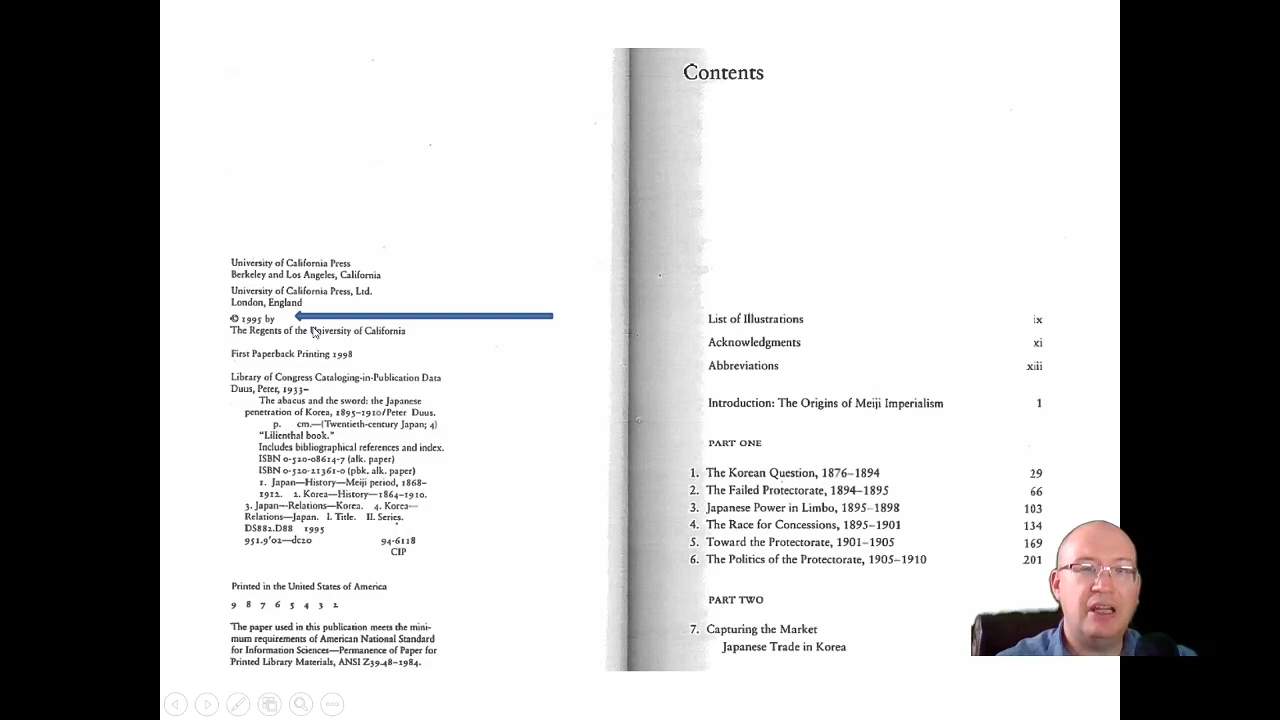 University of California Press
Berkeley and Los Angeles, California
University of California Press, Ltd.
London, England
© 1995 by
The Regents of the University of California
First Paperback Printing 1998
Library of Congress Cataloging-in-Publication Data
Duus, Peter, 1933–
The abacus and the sword: the Japanese
penetration of Korea, 1895–1910/Peter Duus.
p. cm.—(Twentieth-century Japan; 4)
"Lilienthal book."
Includes bibliographical references and index.
ISBN 0-520-08614-7 (alk. paper)
ISBN 0-520-21361-0 (pbk. alk. paper)
1. Japan—History—Meiji period, 1868–
1912. 2. Korea—History—1864–1910.
3. Japan—Relations—Korea. 4. Korea—
Relations—Japan. I. Title. II. Series.
DS882.D88 1995
951.9'02—dc20 94-6118
CIP
Printed in the United States of America
9 8 7 6 5 4 3 2
The paper used in this publication meets the mini-
mum requirements of American National Standard
for Information Sciences—Permanence of Paper for
Printed Library Materials, ANSI Z39.48–1984.
Contents
List of Illustrations ix
Acknowledgments xi
Abbreviations xiii
Introduction: The Origins of Meiji Imperialism 1
PART ONE
1. The Korean Question, 1876–1894 29
2. The Failed Protectorate, 1894–1895 66
3. Japanese Power in Limbo, 1895–1898 103
4. The Race for Concessions, 1895–1901 134
5. Toward the Protectorate, 1901–1905 169
6. The Politics of the Protectorate, 1905–1910 201
PART TWO
7. Capturing the Market
Japanese Trade in Korea